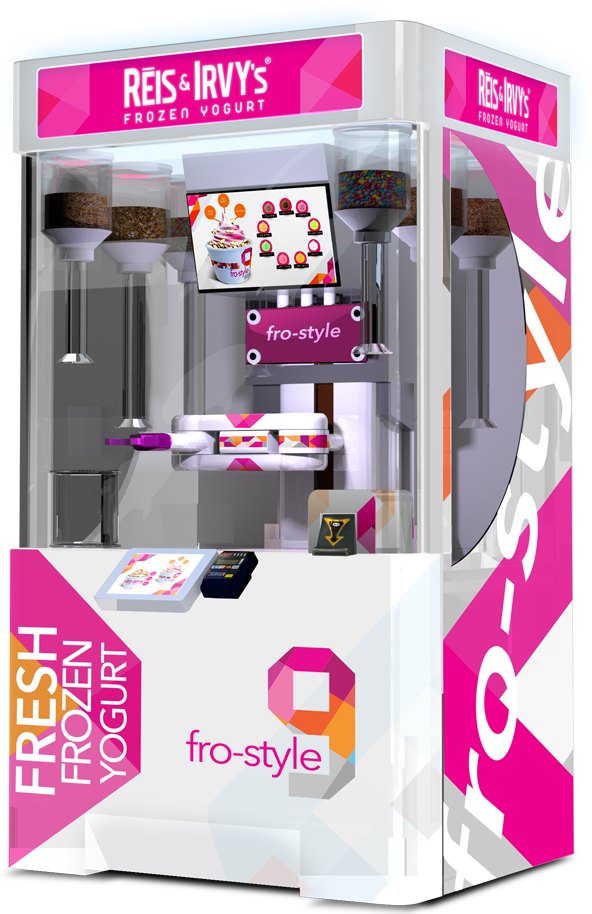 RĒIS & IRVY's®
FROZEN YOGURT
RĒIS & IRVY's®
FROZEN YOGURT
fro-style
fro-style
fro-style
FRESH
FROZEN
YOGURT
fro-style